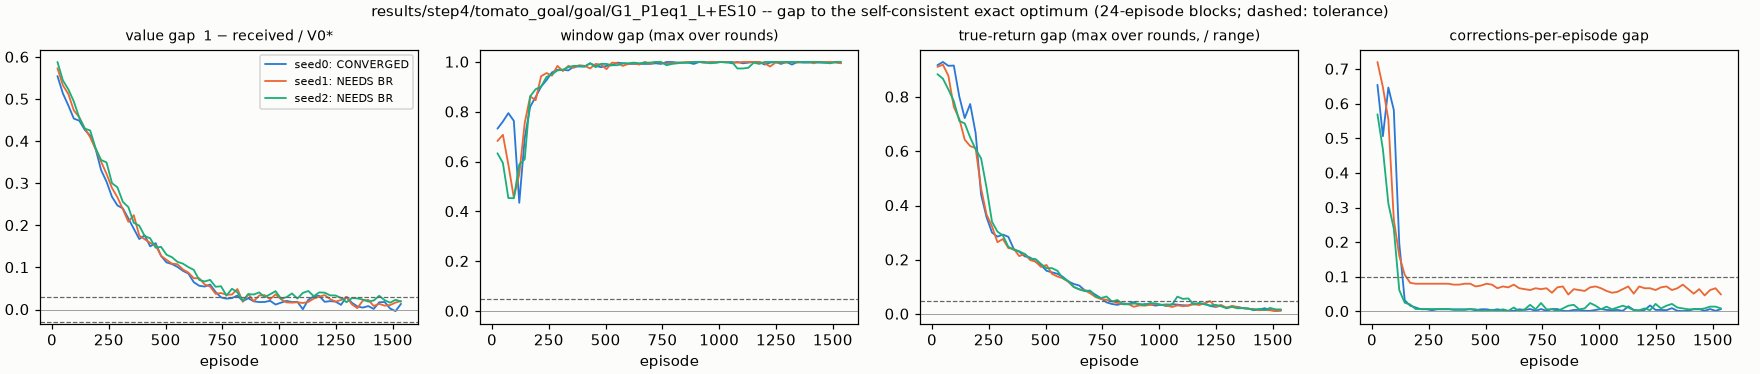 results/step4/tomato_goal/goal/G1_P1eq1_L+ES10 -- gap to the self-consistent exact optimum (24-episode blocks; dashed: tolerance)
value gap  1 − received / V0*
0.6
0.5
0.4
0.3
0.2
0.1
0.0
seed0: CONVERGED
seed1: NEEDS BR
seed2: NEEDS BR
0 250 500 750 1000 1250 1500
episode
window gap (max over rounds)
1.0
0.8
0.6
0.4
0.2
0.0
0 250 500 750 1000 1250 1500
episode
true-return gap (max over rounds, / range)
0.8
0.6
0.4
0.2
0.0
0 250 500 750 1000 1250 1500
episode
corrections-per-episode gap
0.7
0.6
0.5
0.4
0.3
0.2
0.1
0.0
0 250 500 750 1000 1250 1500
episode